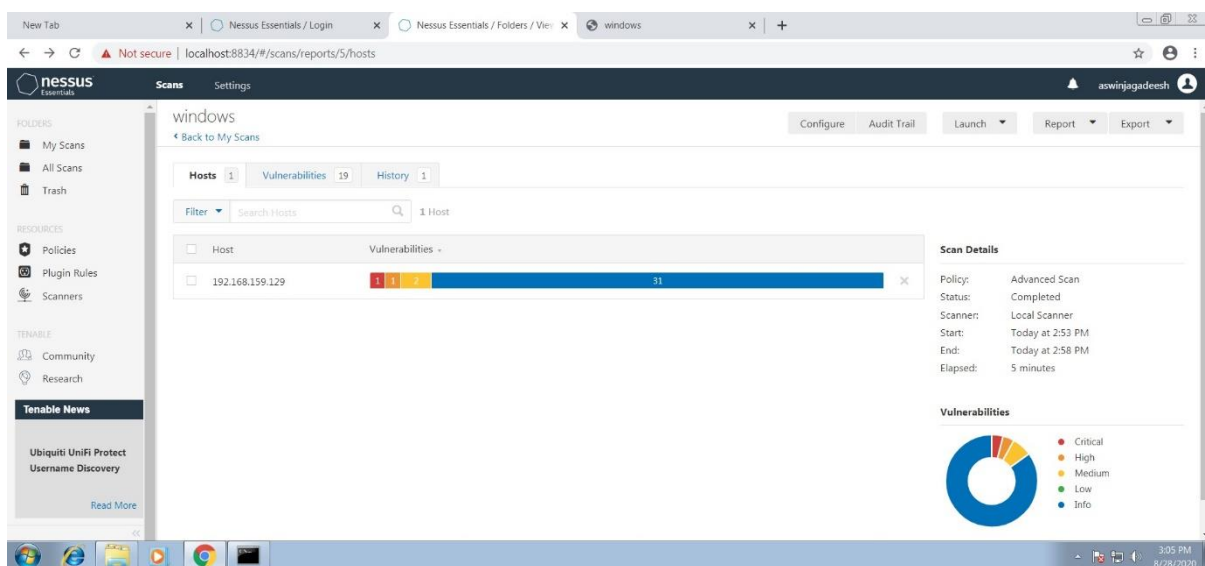 New Tab
Nessus Essentials / Login
Nessus Essentials / Folders / Vie
windows
Not secure | localhost:8834/#/scans/reports/5/hosts
nessus
Essentials
Scans
Settings
aswinjagadeesh
FOLDERS
My Scans
All Scans
Trash
RESOURCES
Policies
Plugin Rules
Scanners
TENABLE
Community
Research
Tenable News
Ubiquiti UniFi Protect
Username Discovery
Read More
windows
Back to My Scans
Configure
Audit Trail
Launch
Report
Export
Hosts 1
Vulnerabilities 19
History 1
Filter
Search Hosts
1 Host
Host
Vulnerabilities
192.168.159.129
1 1 2 31
Scan Details
Policy: Advanced Scan
Status: Completed
Scanner: Local Scanner
Start: Today at 2:53 PM
End: Today at 2:58 PM
Elapsed: 5 minutes
Vulnerabilities
Critical
High
Medium
Low
Info
3:05 PM
8/28/2020